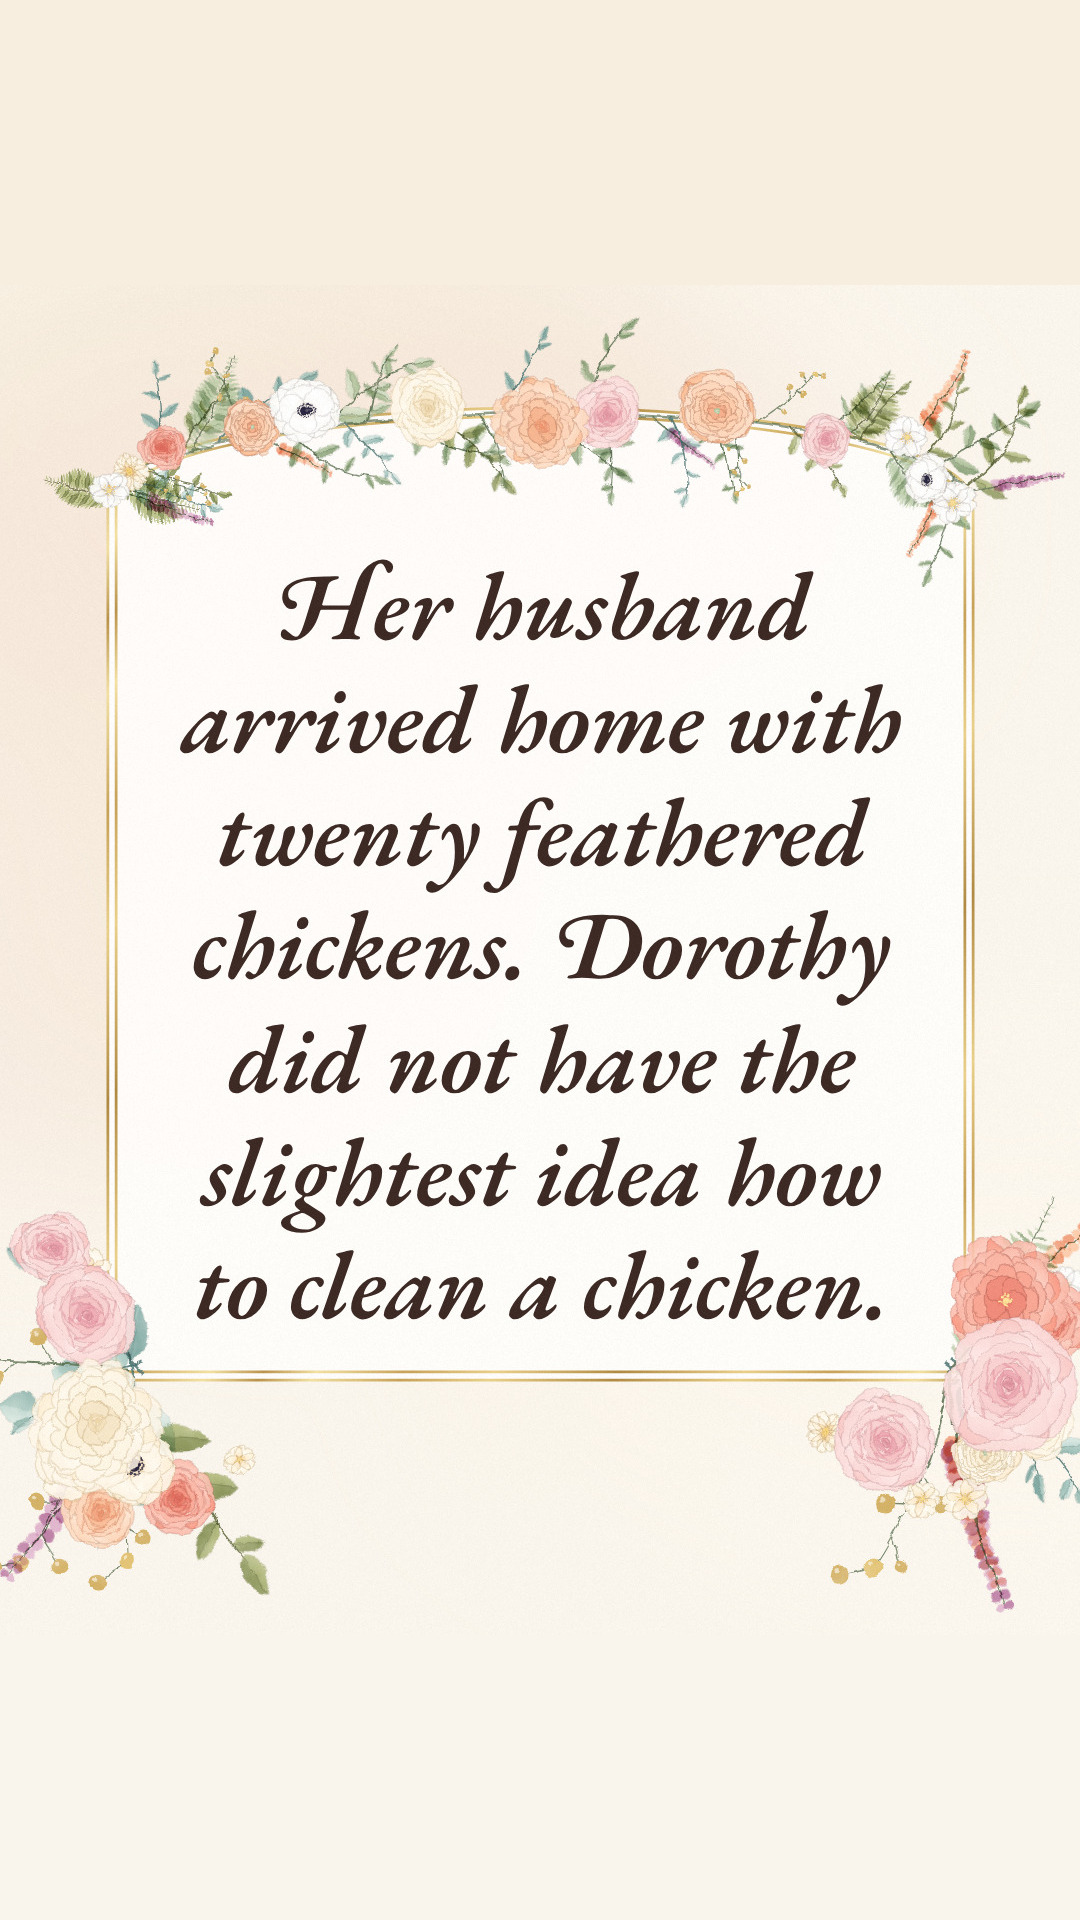 Her husband
arrived home with
twenty feathered
chickens. Dorothy
did not have the
slightest idea how
to clean a chicken.